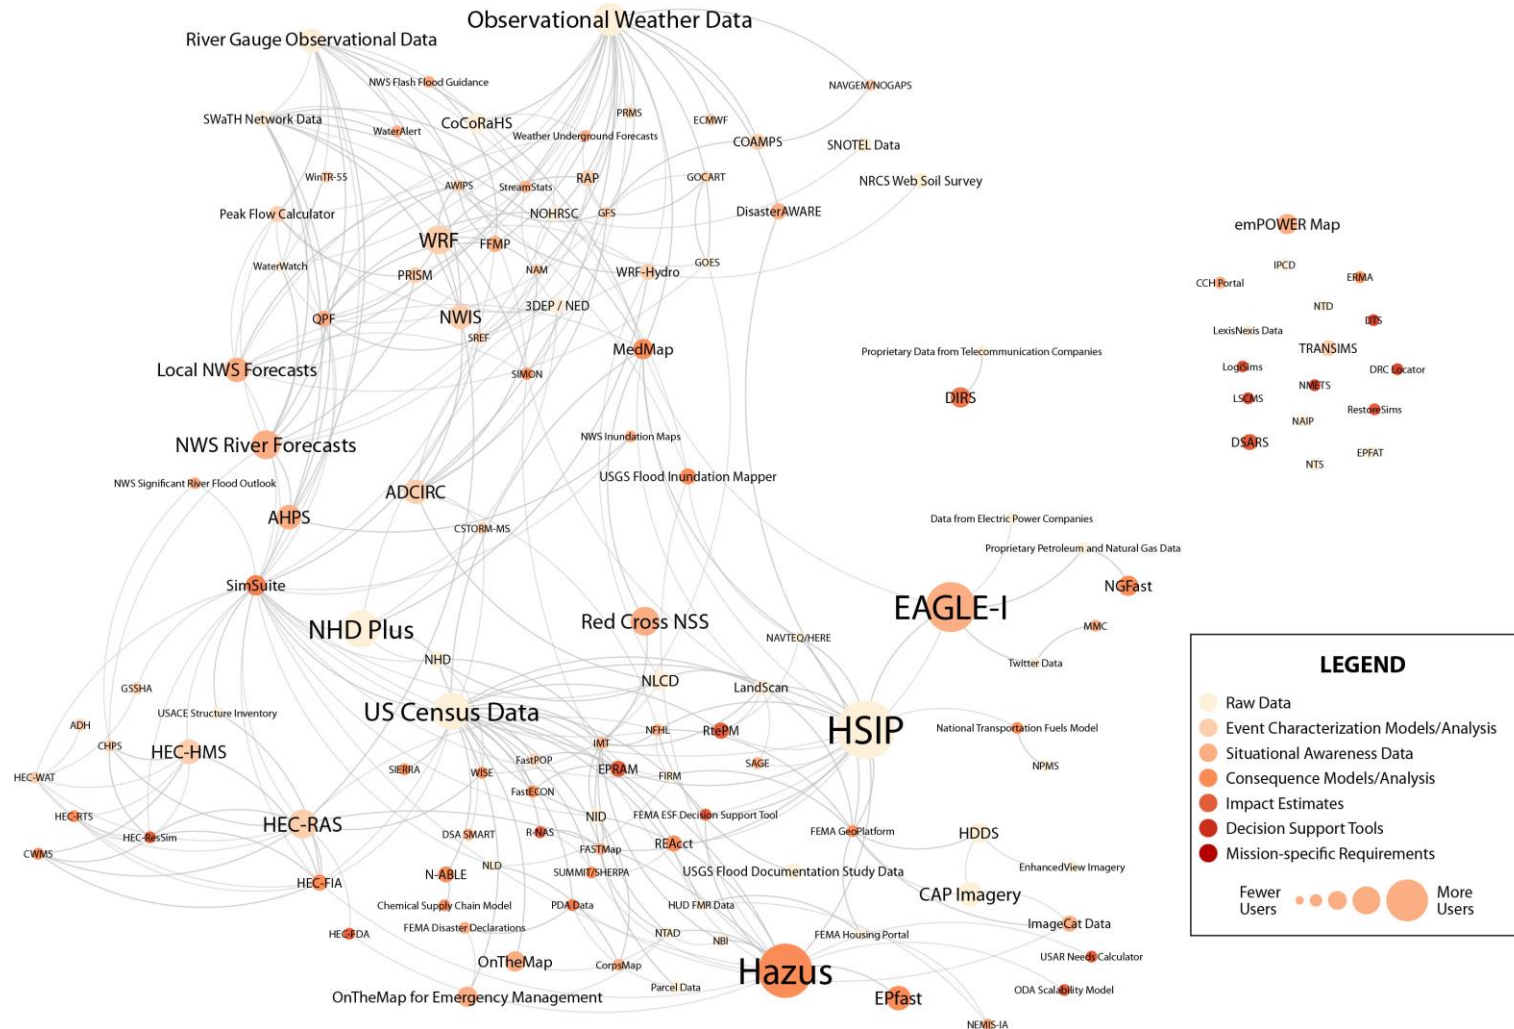 Observational Weather Data
River Gauge Observational Data
NWS Flash Flood Guidance
NAVGEM/NOGAPS
SWaTH Network Data
CoCoRaHS
PRMS
ECMWF
WaterAlert
Weather Underground Forecasts
COAMPS
SNOTEL Data
WinTR-55
AWIPS
StreamStats
RAP
GOCART
NRCS Web Soil Survey
Peak Flow Calculator
NOHRSC
GFS
DisasterAWARE
emPOWER Map
WRF
FFMP
WaterWatch
PRISM
NAM
WRF-Hydro
GOES
IPCD
CCH Portal
ERMA
3DEP / NED
NTD
QPF
NWIS
DTS
SREF
LexisNexis Data
MedMap
Proprietary Data from Telecommunication Companies
TRANSIMS
Local NWS Forecasts
SIMON
LogiSims
DRC Locator
NMETS
DIRS
LSCMS
RestoreSims
NAIP
NWS River Forecasts
NWS Inundation Maps
DSARS
EPFAT
NTS
NWS Significant River Flood Outlook
USGS Flood Inundation Mapper
ADCIRC
AHPS
CSTORM-MS
Data from Electric Power Companies
Proprietary Petroleum and Natural Gas Data
SimSuite
NGFast
EAGLE-I
NHD Plus
Red Cross NSS
NAVTEQ/HERE
MMC
NHD
Twitter Data
GSSHA
NLCD
LandScan
USACE Structure Inventory
US Census Data
ADH
CHPS
HEC-HMS
NFHL
RtePM
HSIP
National Transportation Fuels Model
IMT
HEC-WAT
SIERRA
WISE
FastPOP
EPRAM
FIRM
SAGE
NPMS
FastECON
HEC-RTS
HEC-RAS
NID
FEMA ESF Decision Support Tool
HEC-ResSim
DSA SMART
R-NAS
FEMA GeoPlatform
HDDS
CWMS
FASTMap
REAcct
NLD
EnhancedView Imagery
HEC-FIA
N-ABLE
SUMMIT/SHERPA
USGS Flood Documentation Study Data
CAP Imagery
Chemical Supply Chain Model
PDA Data
HUD FMR Data
FEMA Disaster Declarations
ImageCat Data
HEC-FDA
NTAD
NBI
FEMA Housing Portal
OnTheMap
CorpsMap
USAR Needs Calculator
Hazus
Parcel Data
ODA Scalability Model
OnTheMap for Emergency Management
EPfast
NEMIS-IA
LEGEND
Raw Data
Event Characterization Models/Analysis
Situational Awareness Data
Consequence Models/Analysis
Impact Estimates
Decision Support Tools
Mission-specific Requirements
Fewer
Users
More
Users